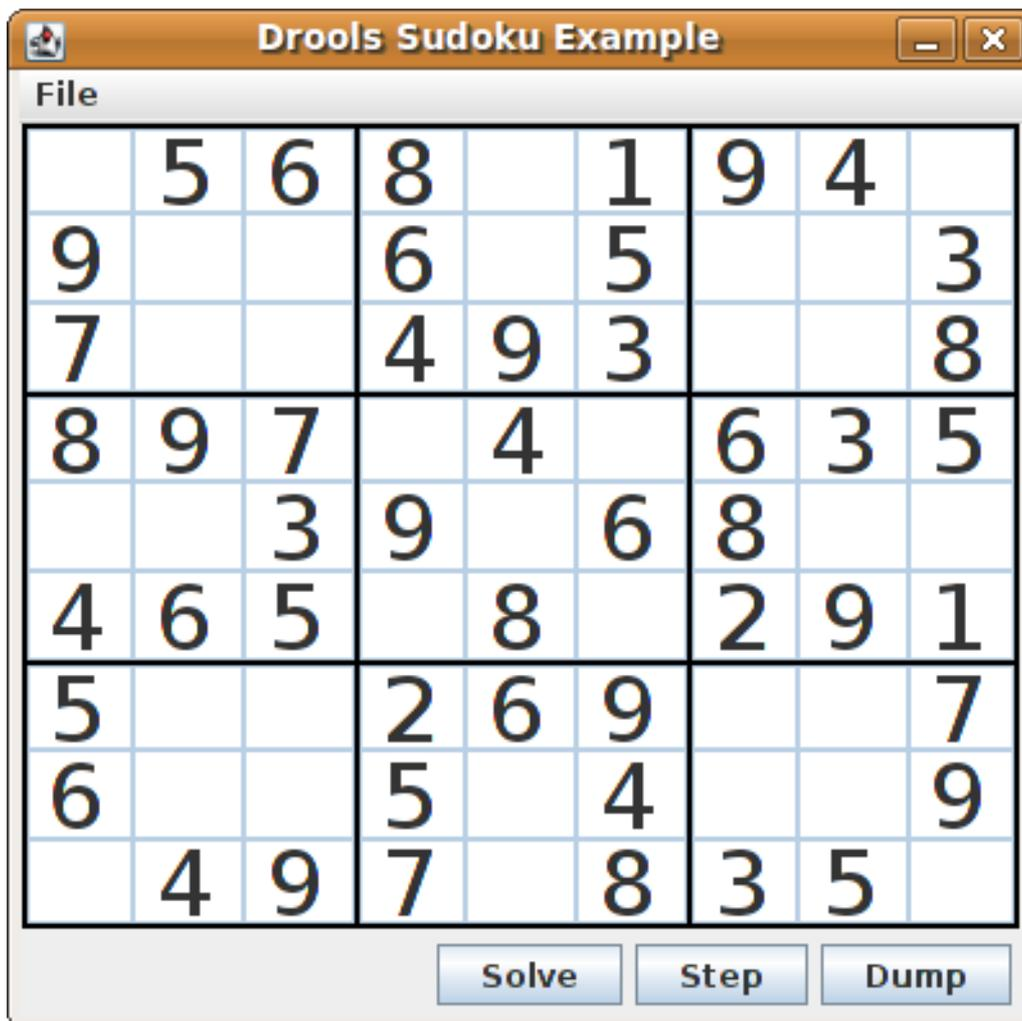 Drools Sudoku Example
File
5 6 8 1 9 4
9 6 5 3
7 4 9 3 8
8 9 7 4 6 3 5
3 9 6 8
4 6 5 8 2 9 1
5 2 6 9 7
6 5 4 9
4 9 7 8 3 5
Solve Step Dump